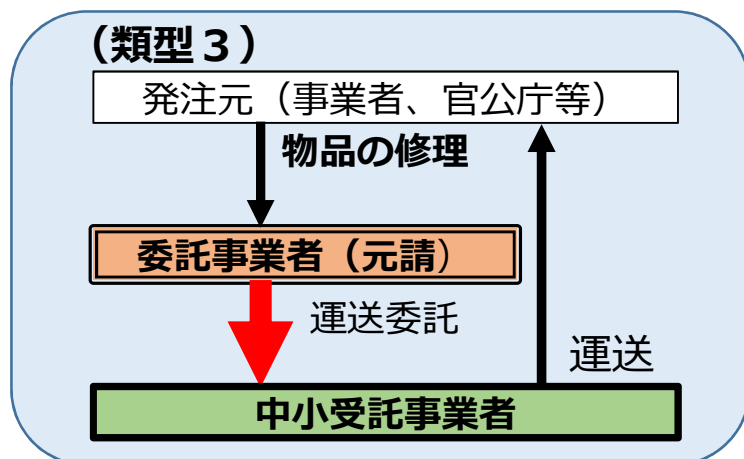 （類型３）
発注元（事業者、官公庁等）
物品の修理
委託事業者（元請）
運送委託
運送
中小受託事業者